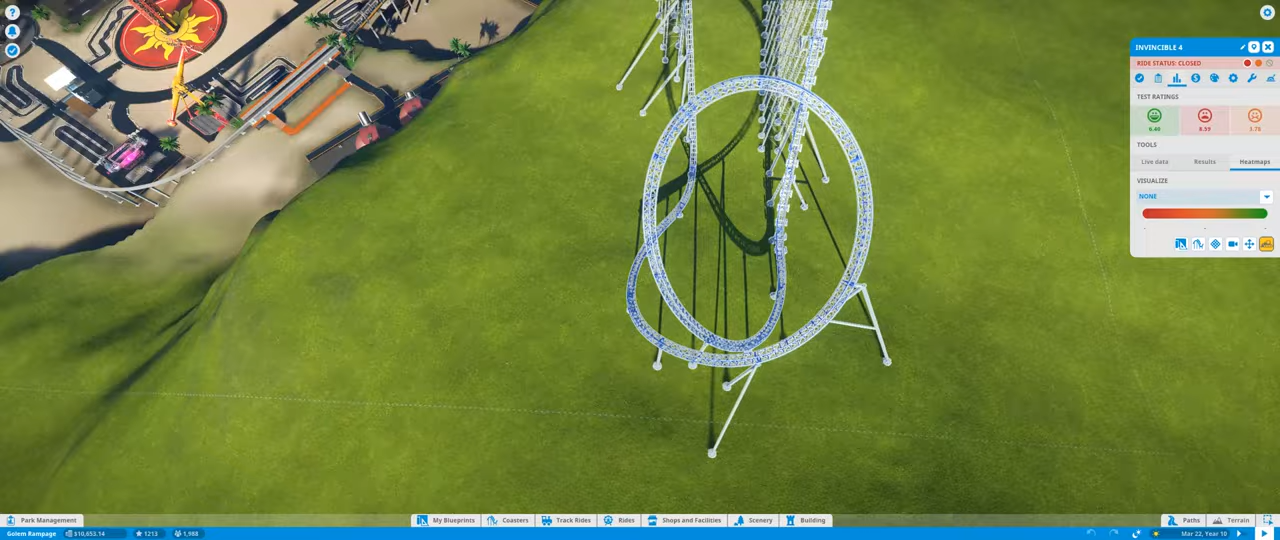 INVINCIBLE 4
RIDE STATUS: CLOSED
TEST RATINGS
6.40 8.99 3.76
TOOLS
Live data Results Heatmaps
VISUALIZE
NONE
Park Management My Blueprints Coasters Track Rides Rides Shops and Facilities Scenery Building Paths Terrain
Golem Rampage $10,653.14 1213 1,988 Mar 22, Year 10